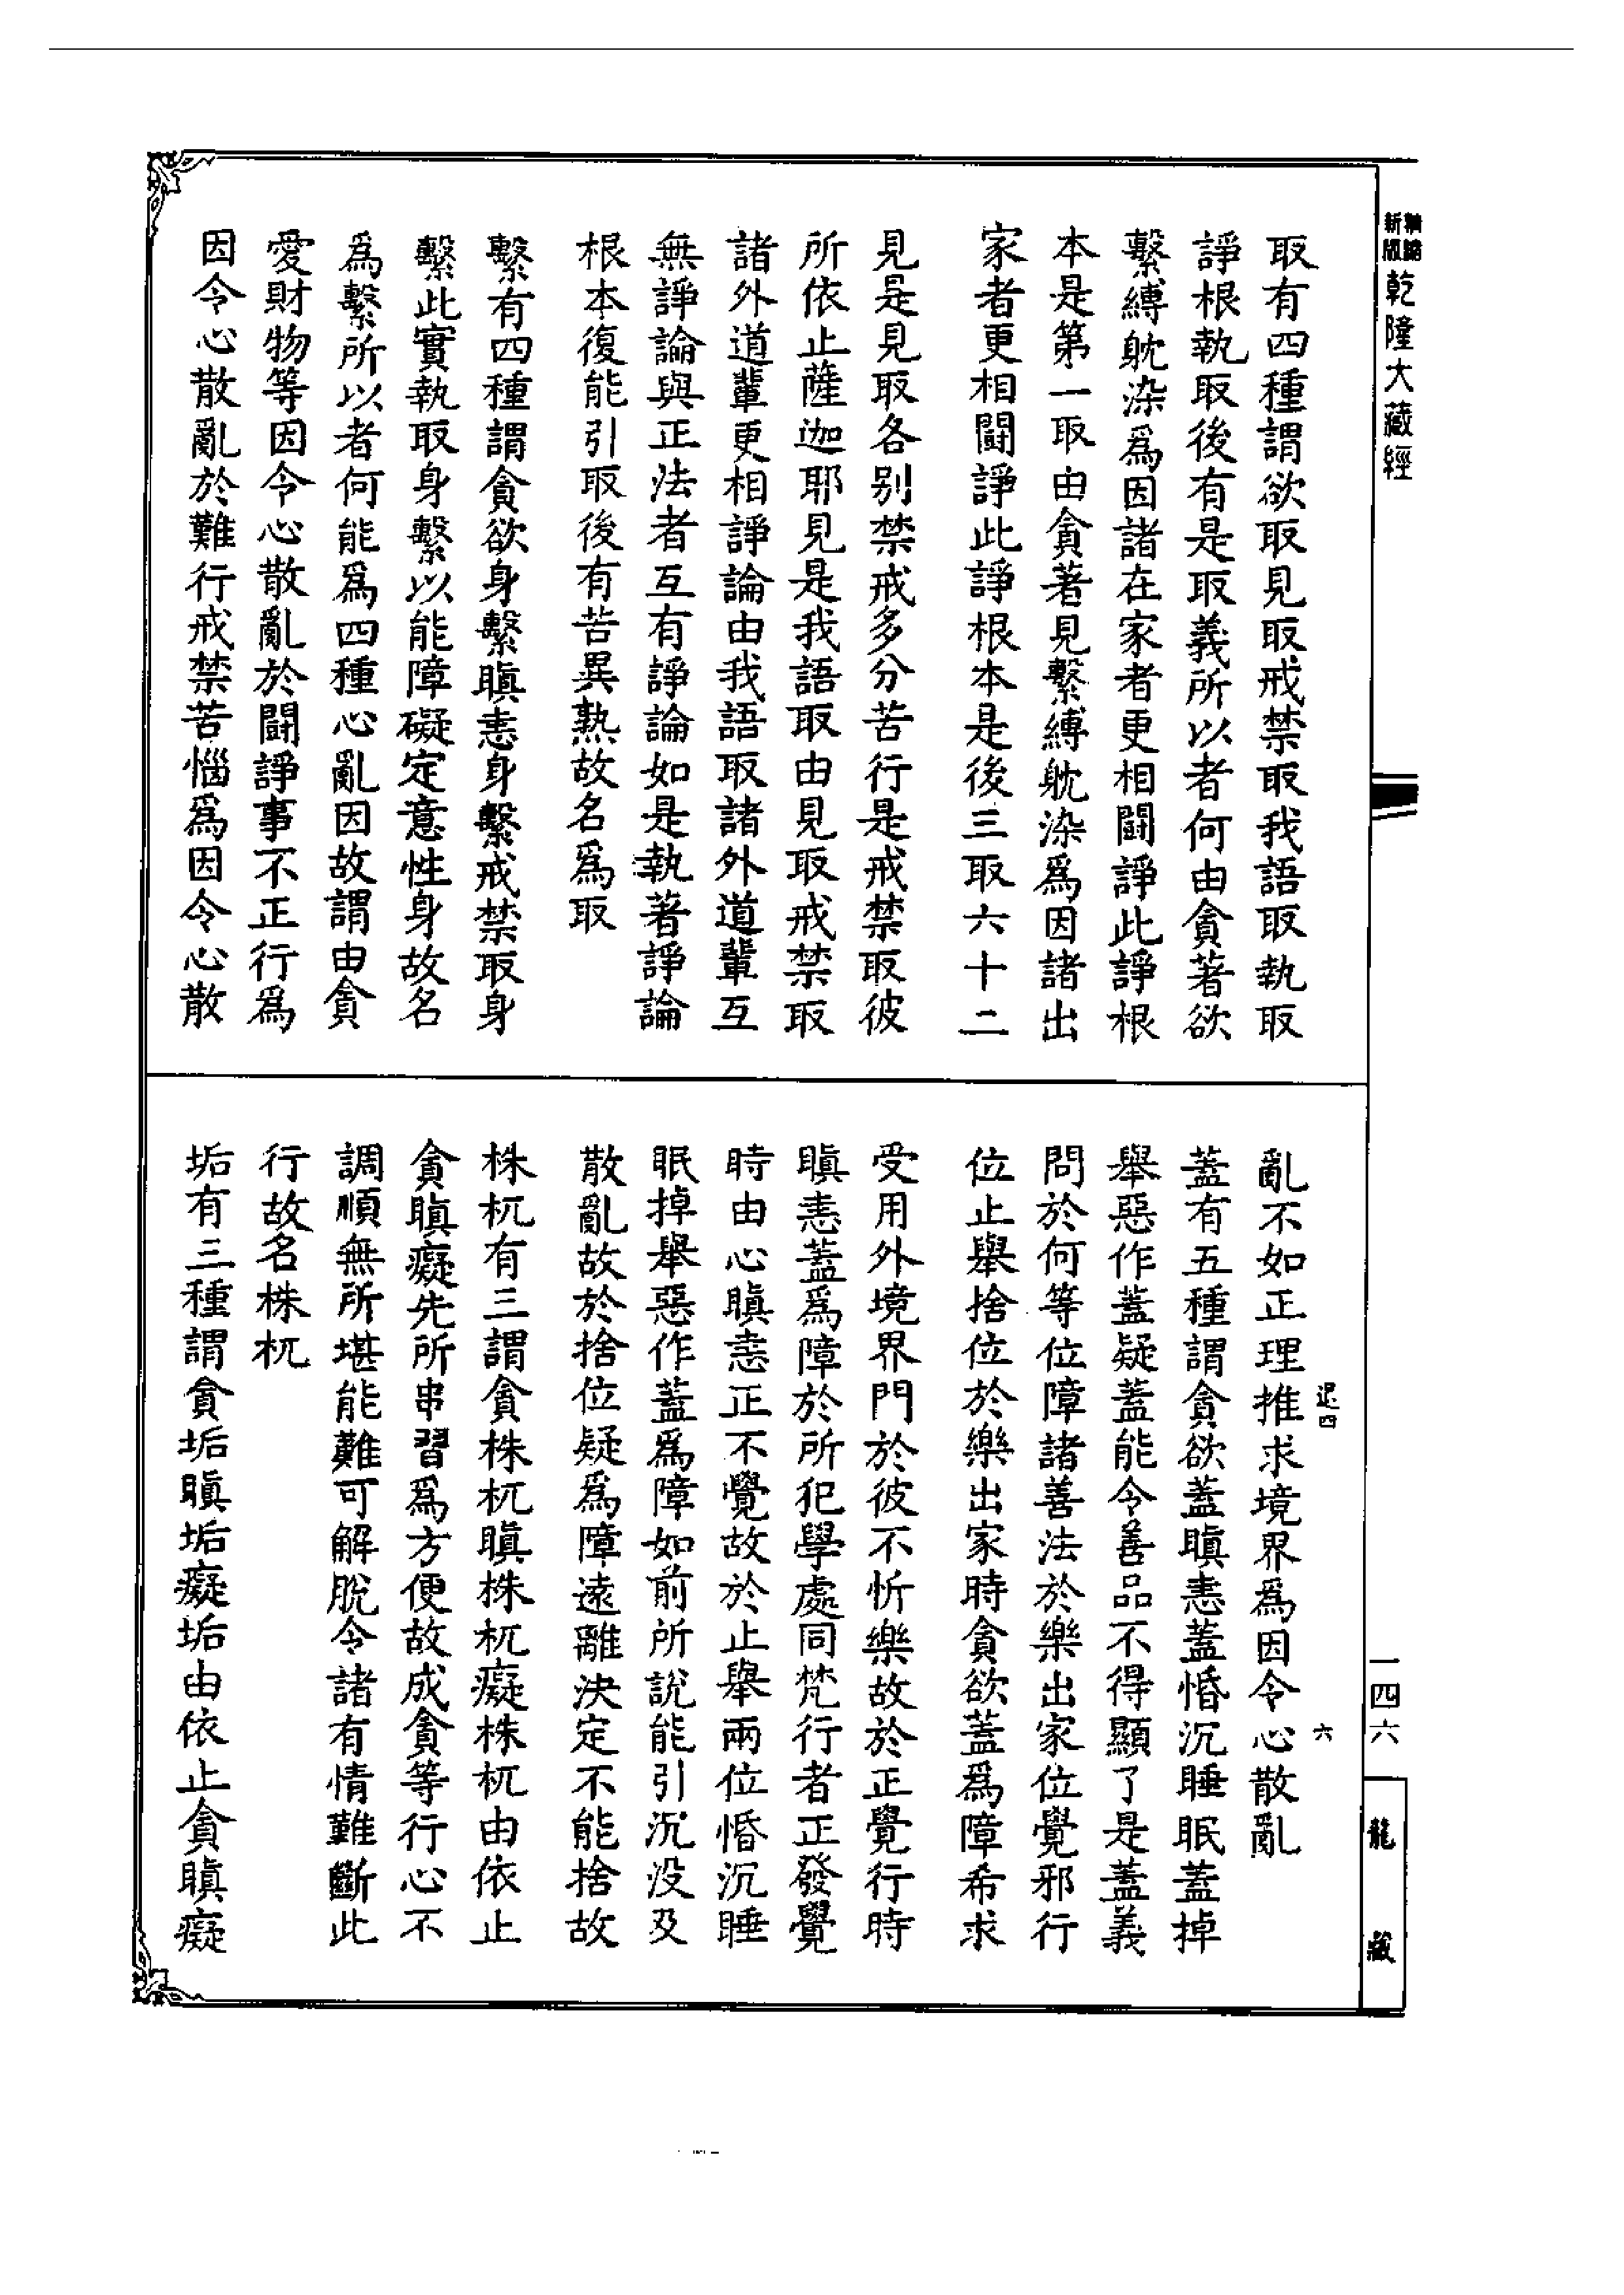 新編縮版
乾隆大藏經
取有四種謂欲取見取戒禁取我語取執取
諍根執取後有是取義所以者何由貪著欲
繫縛躭染爲因諸在家者更相鬪諍此諍根
本是第一取由貪著見繫縛躭染爲因諸出
家者更相鬪諍此諍根本是後三取六十二
見是見取各别禁戒多分苦行是戒禁取彼
所依止薩迦耶見是我語取由見取戒禁取
諸外道輩更相諍論由我語取諸外道輩互
無諍論與正法者互有諍論如是執著諍論
根本復能引取後有苦異熟故名爲取
繫有四種謂貪欲身繫瞋恚身繫戒禁取身
繫此實執取身繫以能障礙定意性身故名
爲繫所以者何能爲四種心亂因故謂由貪
愛財物等因令心散亂於鬪諍事不正行爲
因令心散亂於難行戒禁苦惱爲因令心散
亂不如正理推求境界爲因令心散亂
蓋有五種謂貪欲蓋瞋恚蓋惛沉睡眠蓋掉
舉惡作蓋疑蓋能令善品不得顯了是蓋義
問於何等位障諸善法於樂出家位覺邪行
位止舉捨位於樂出家時貪欲蓋爲障希求
受用外境界門於彼不忻樂故於正覺行時
瞋恚蓋爲障於所犯學處同梵行者正發覺
時由心瞋恚正不覺故於止舉兩位惛沉睡
眠掉舉惡作蓋爲障如前所說能引沉没及
散亂故於捨位疑爲障遠離決定不能捨故
株杌有三謂貪株杌瞋株杌癡株杌由依止
貪瞋癡先所串習爲方便故成貪等行心不
調順無所堪能難可解脫令諸有情難斷此
行故名株杌
垢有三種謂貪垢瞋垢癡垢由依止貪瞋癡
六
一四六
龍藏